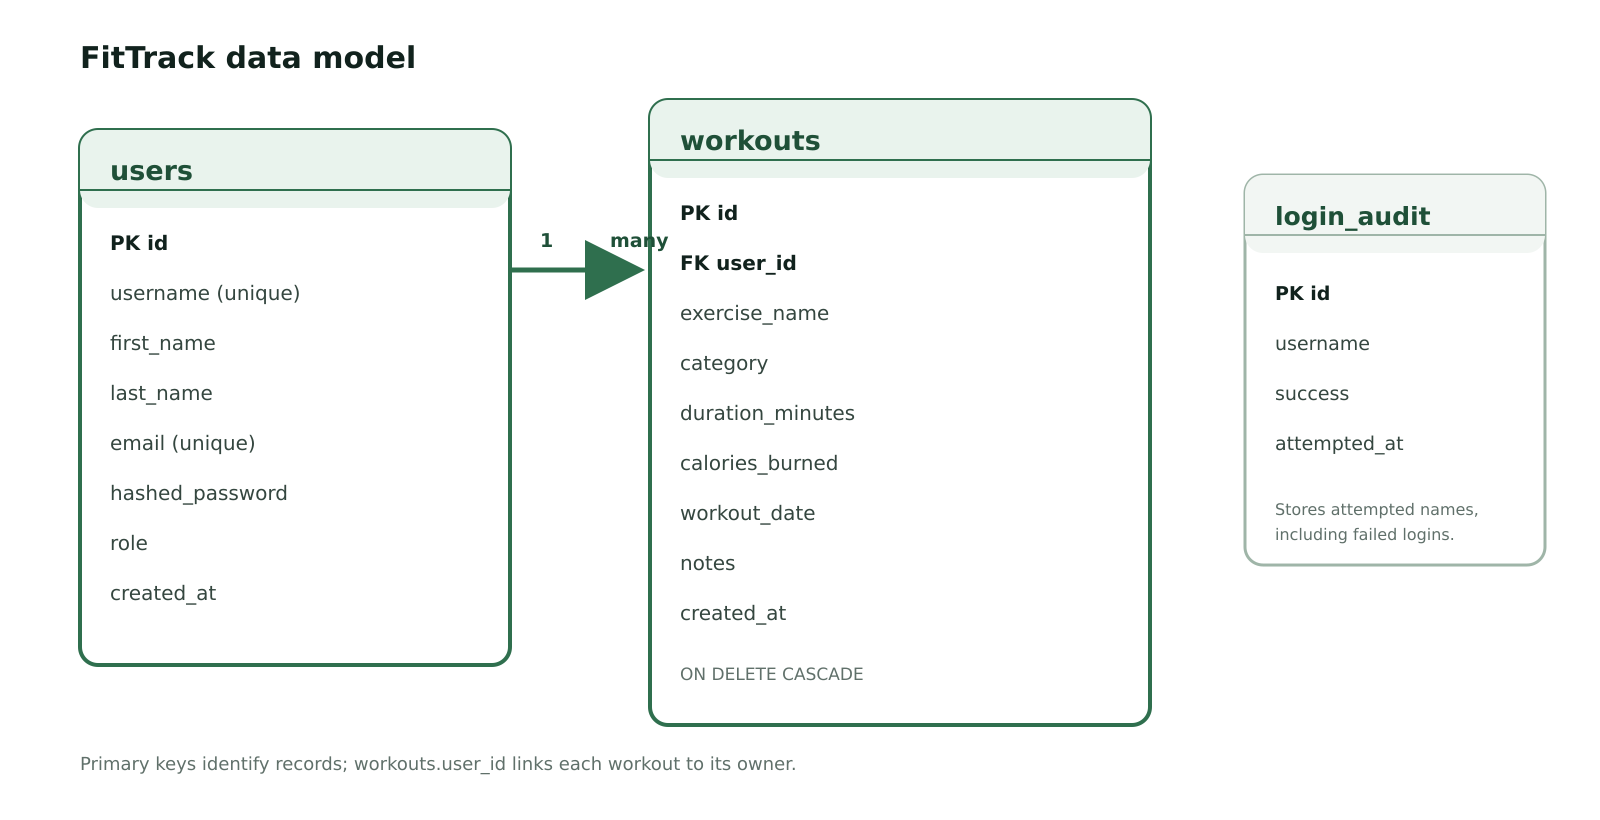 FitTrack data model
users
PK id
username (unique)
first_name
last_name
email (unique)
hashed_password
role
created_at
1
many
workouts
PK id
FK user_id
exercise_name
category
duration_minutes
calories_burned
workout_date
notes
created_at
ON DELETE CASCADE
login_audit
PK id
username
success
attempted_at
Stores attempted names,
including failed logins.
Primary keys identify records; workouts.user_id links each workout to its owner.